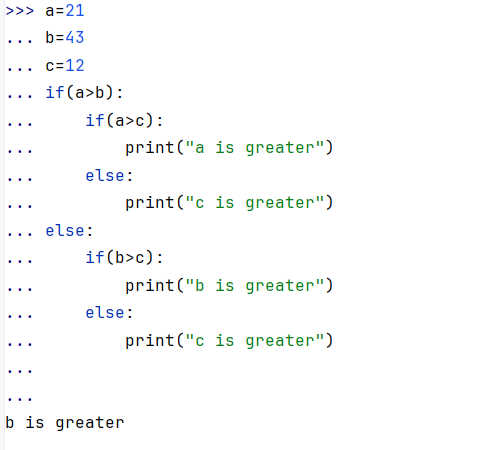 >>> a=21
... b=43
... c=12
... if(a>b):
...     if(a>c):
...         print("a is greater")
...     else:
...         print("c is greater")
... else:
...     if(b>c):
...         print("b is greater")
...     else:
...         print("c is greater")
...
...
b is greater